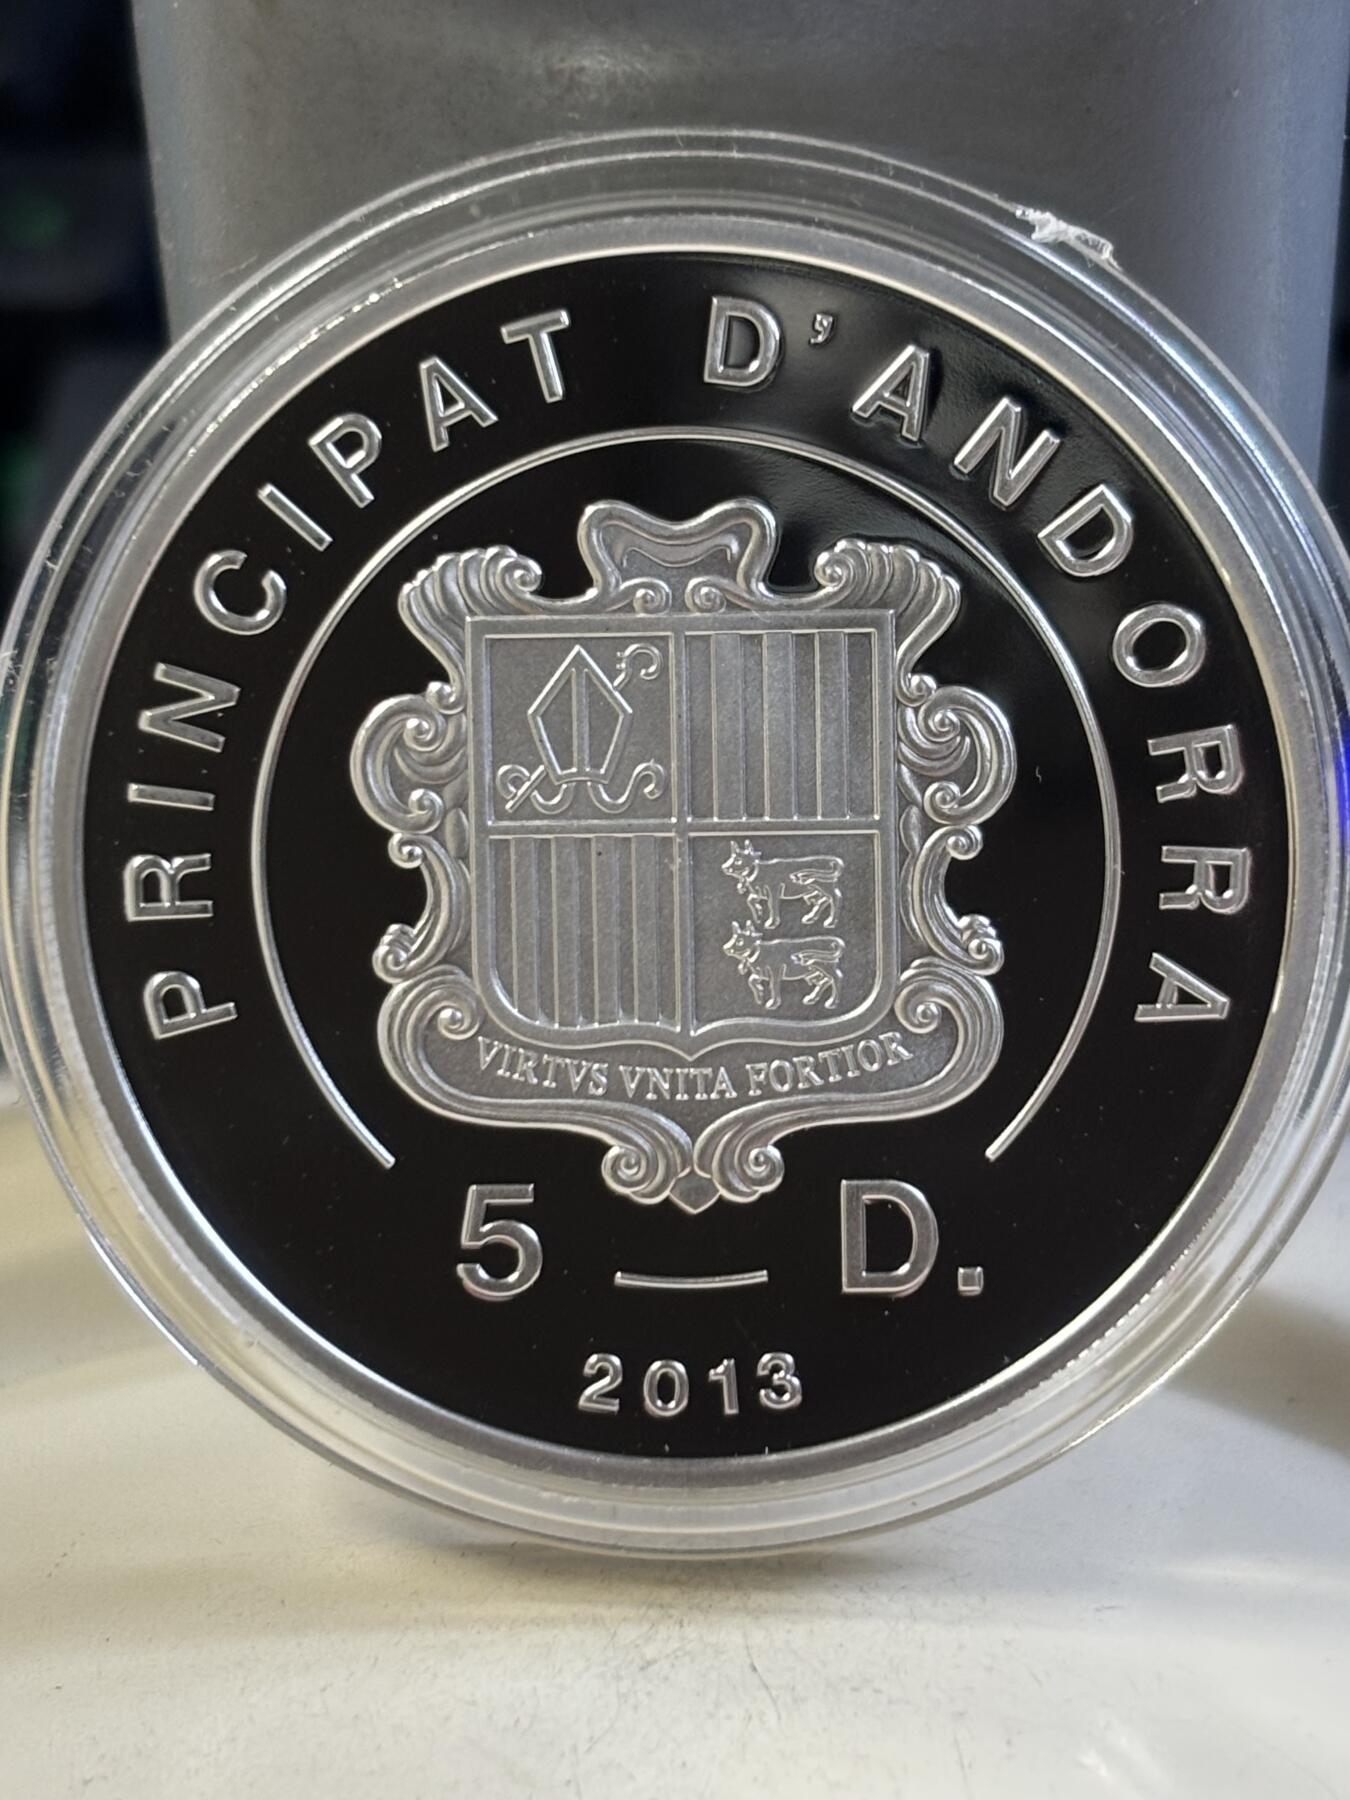 PRINCIPAT D'ANDORRA
VIRTVS VNITA FORTIOR
5 — D.
2013